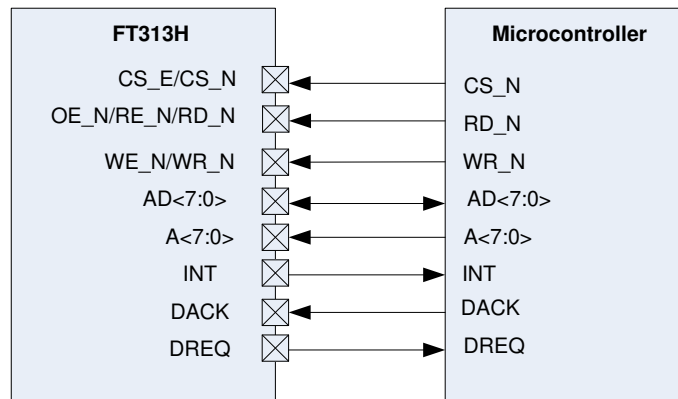 FT313H Microcontroller
CS_E/CS_N CS_N
OE_N/RE_N/RD_N RD_N
WE_N/WR_N WR_N
AD<7:0> AD<7:0>
A<7:0> A<7:0>
INT INT
DACK DACK
DREQ DREQ